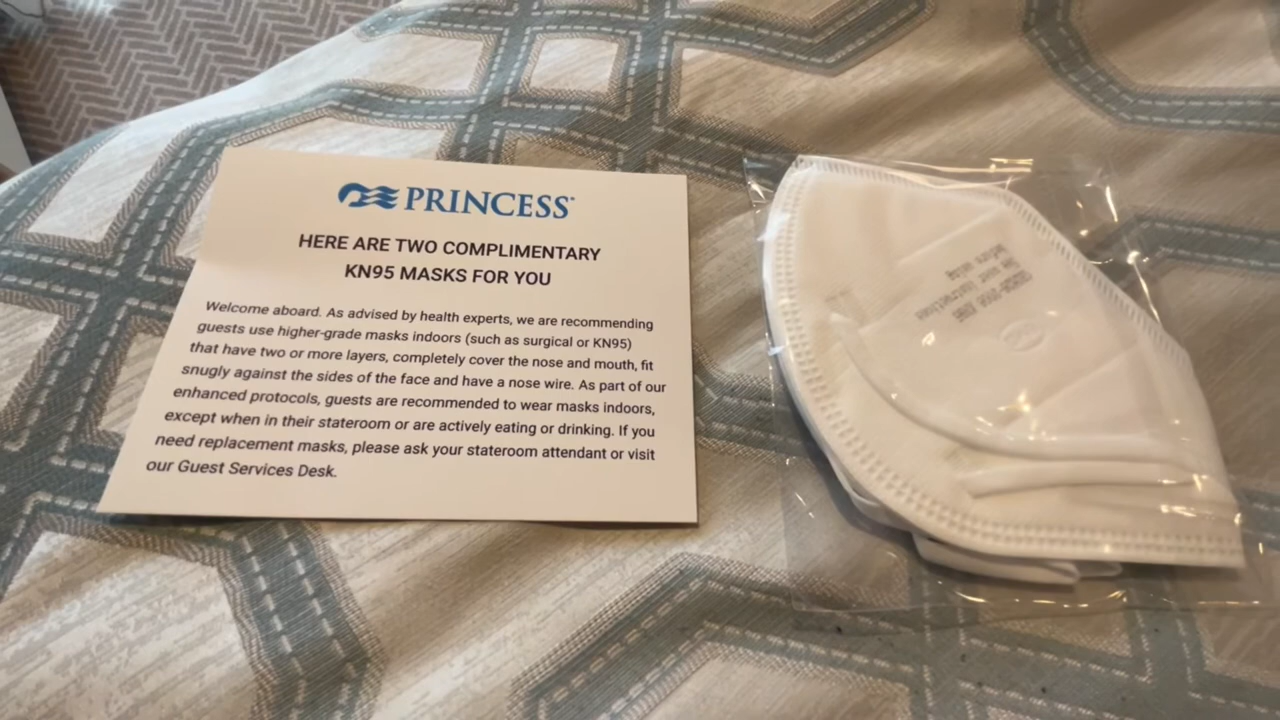 PRINCESS
HERE ARE TWO COMPLIMENTARY
KN95 MASKS FOR YOU
Welcome aboard. As advised by health experts, we are recommending
guests use higher-grade masks indoors (such as surgical or KN95)
that have two or more layers, completely cover the nose and mouth, fit
snugly against the sides of the face and have a nose wire. As part of our
enhanced protocols, guests are recommended to wear masks indoors,
except when in their stateroom or are actively eating or drinking. If you
need replacement masks, please ask your stateroom attendant or visit
our Guest Services Desk.